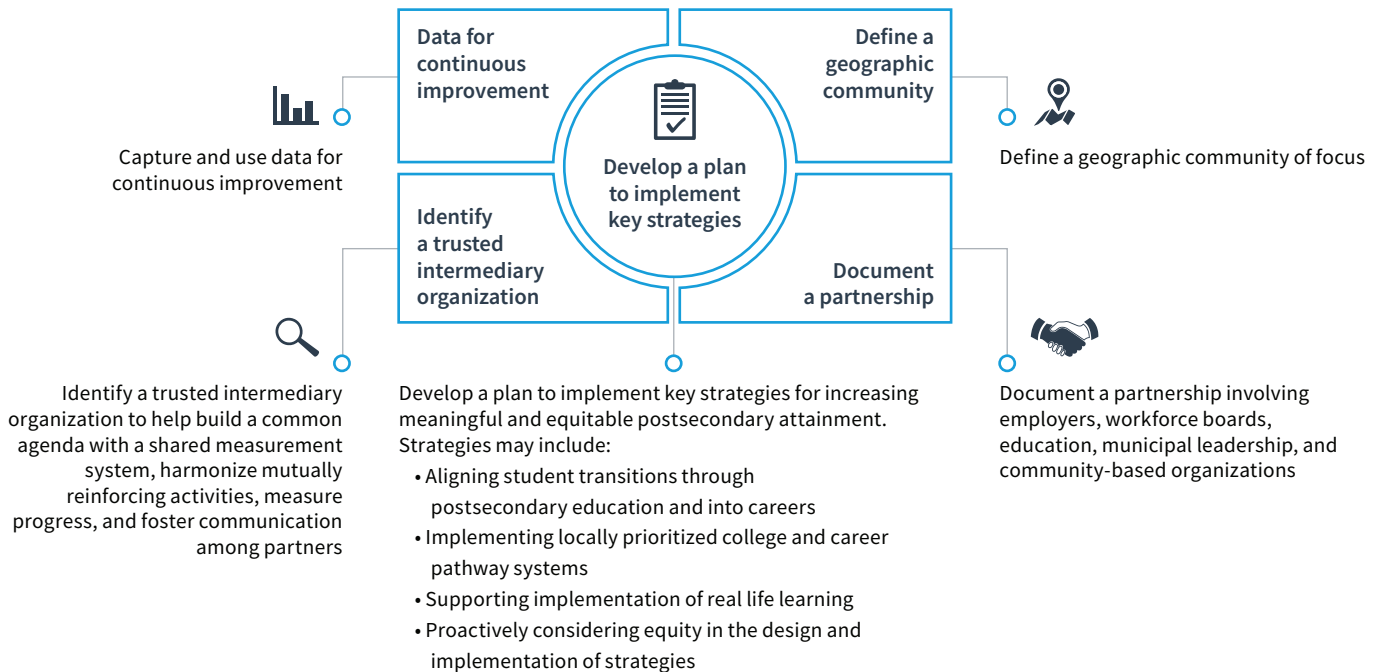 Data for
continuous
improvement
Define a
geographic
community
Develop a plan
to implement
key strategies
Identify
a trusted
intermediary
organization
Document
a partnership
Capture and use data for
continuous improvement
Define a geographic community of focus
Identify a trusted intermediary
organization to help build a common
agenda with a shared measurement
system, harmonize mutually
reinforcing activities, measure
progress, and foster communication
among partners
Develop a plan to implement key strategies for increasing
meaningful and equitable postsecondary attainment.
Strategies may include:
• Aligning student transitions through
postsecondary education and into careers
• Implementing locally prioritized college and career
pathway systems
• Supporting implementation of real life learning
• Proactively considering equity in the design and
implementation of strategies
Document a partnership involving
employers, workforce boards,
education, municipal leadership, and
community-based organizations